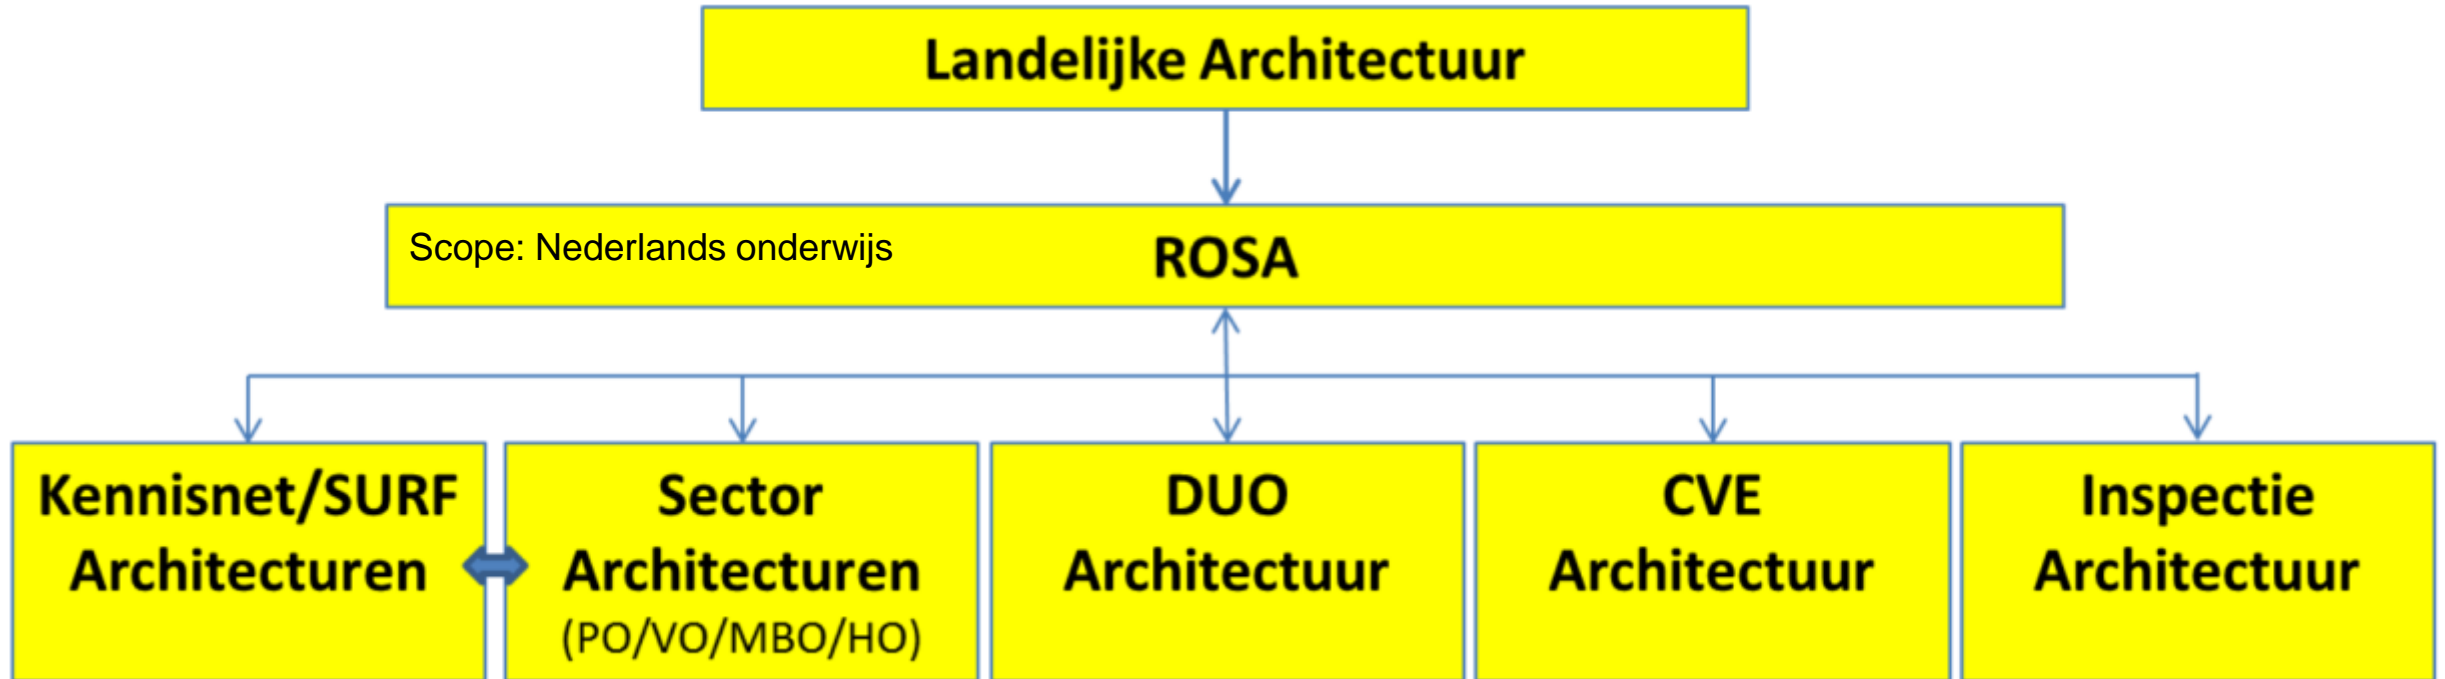 Landelijke Architectuur
Scope: Nederlands onderwijs
ROSA
Kennisnet/SURF
Architecturen
Sector
Architecturen
(PO/VO/MBO/HO)
DUO
Architectuur
CVE
Architectuur
Inspectie
Architectuur